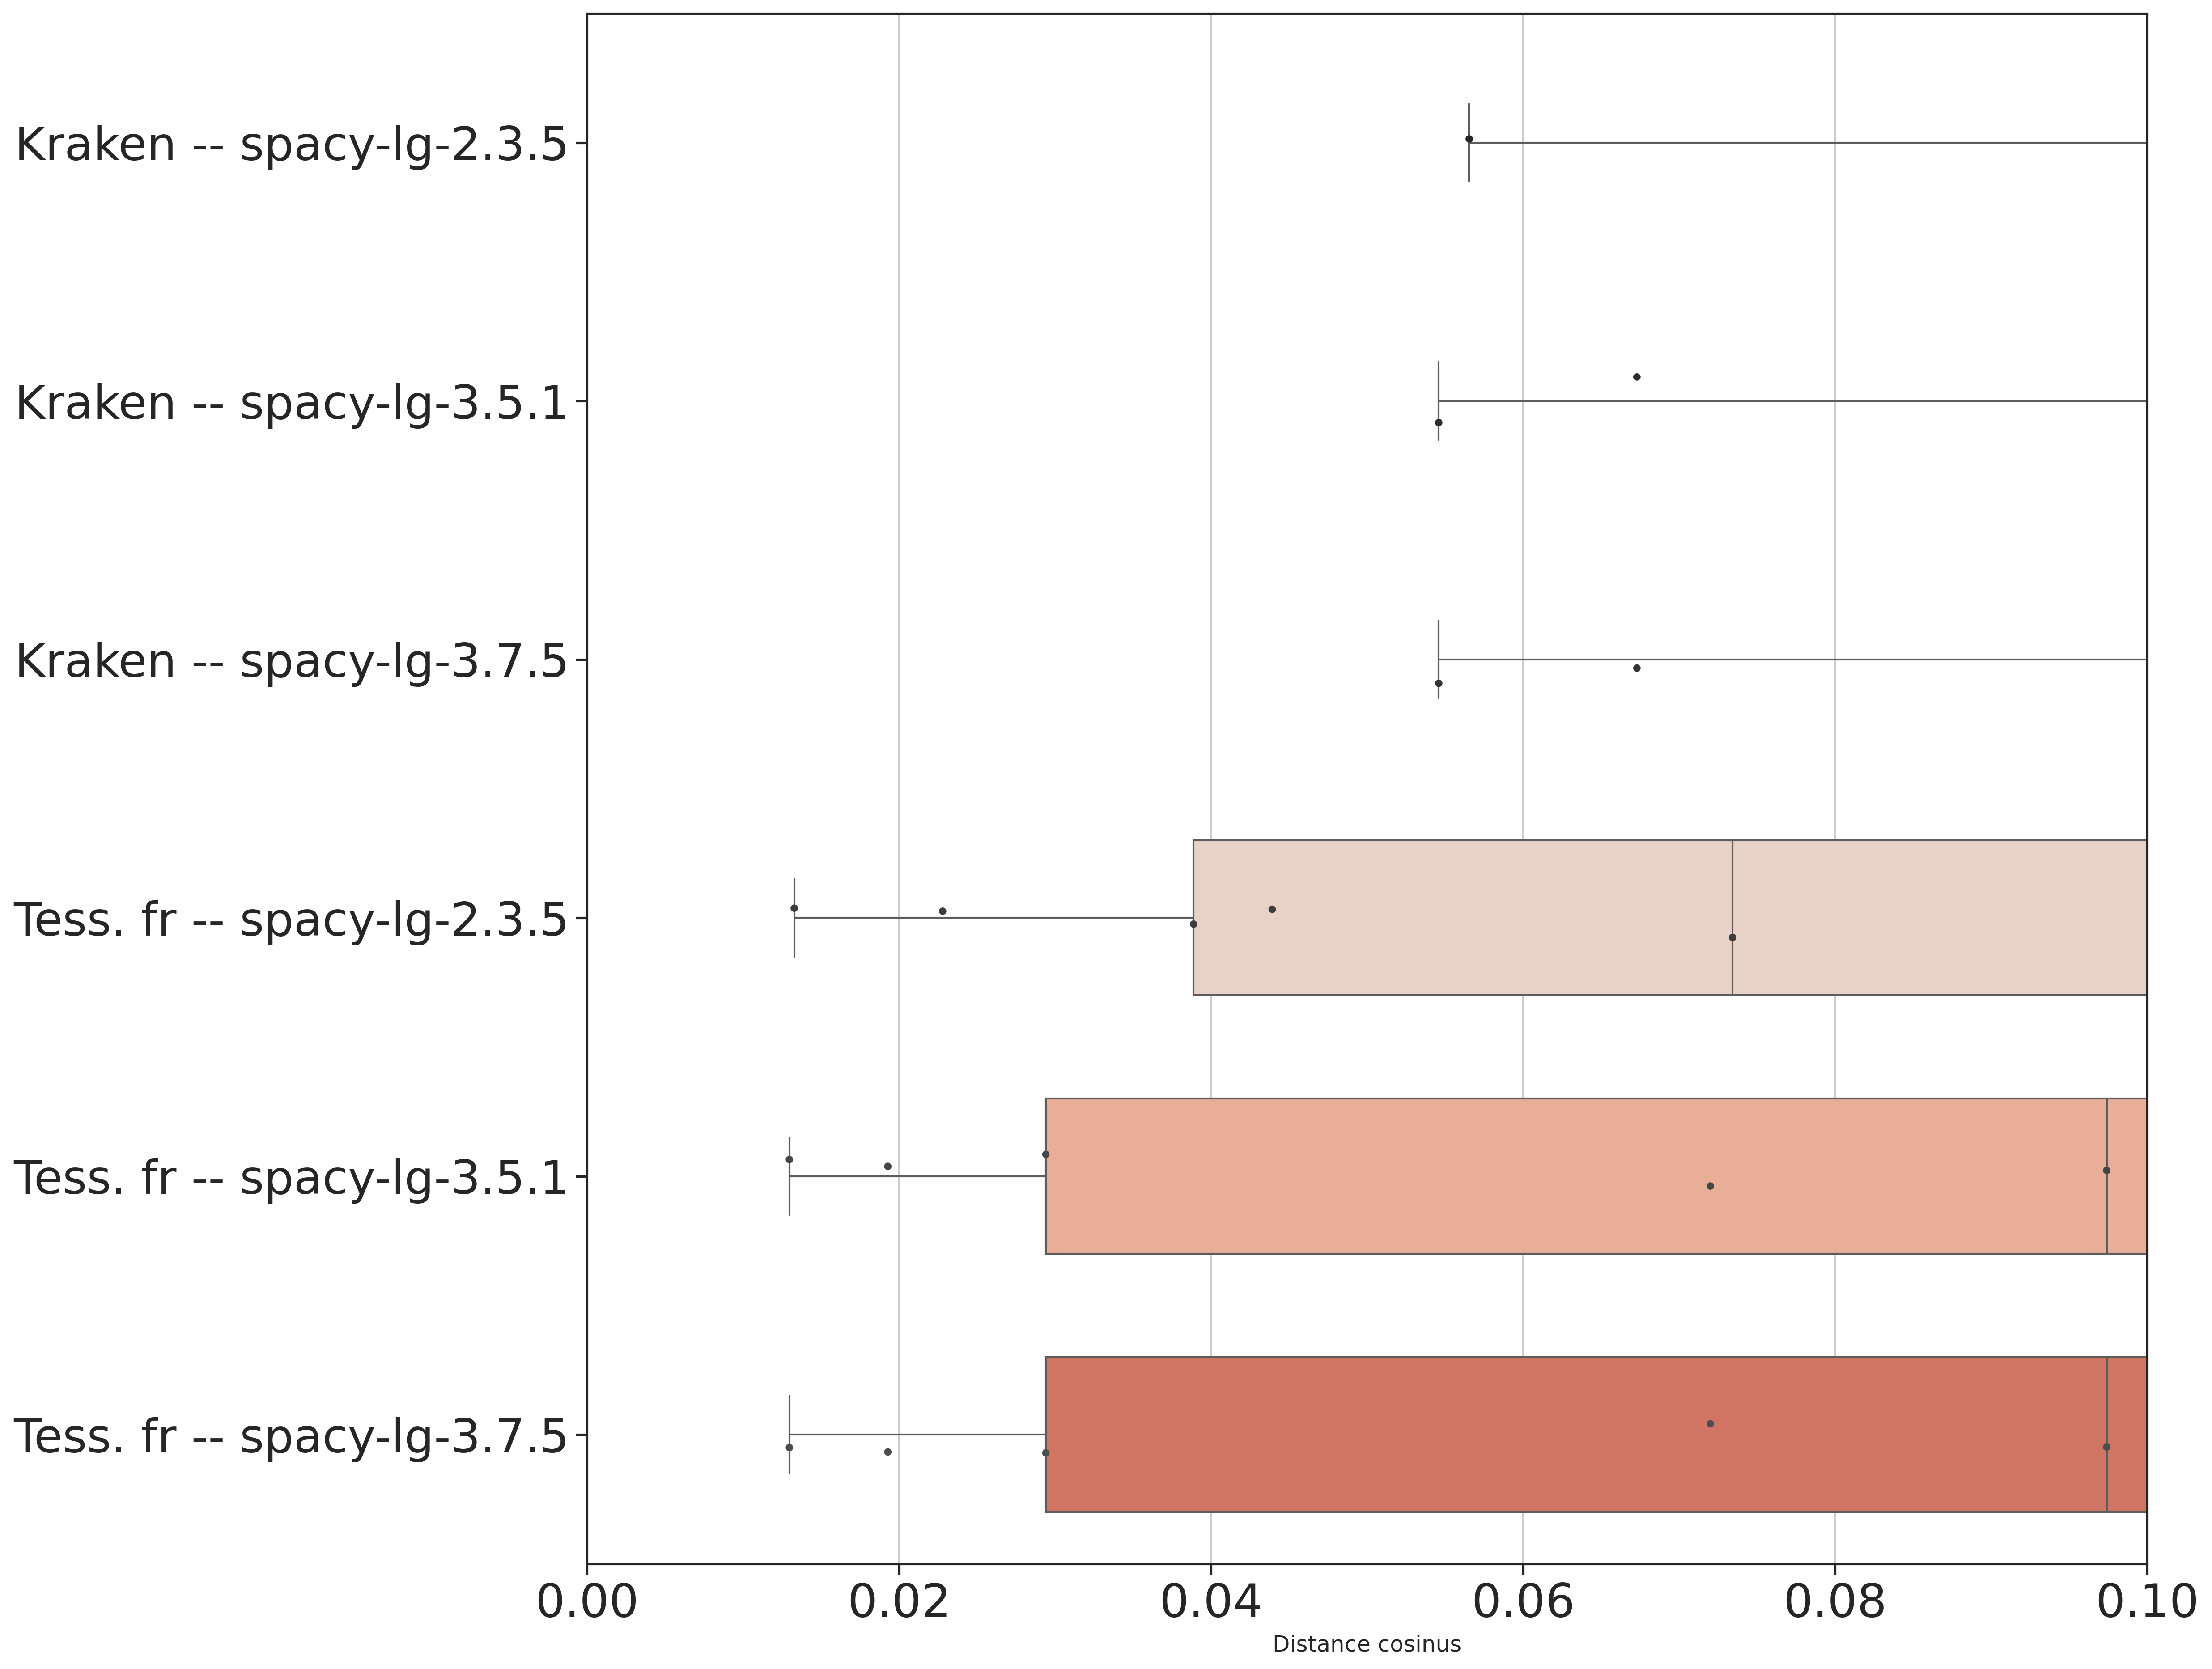 Kraken -- spacy-lg-2.3.5
Kraken -- spacy-lg-3.5.1
Kraken -- spacy-lg-3.7.5
Tess. fr -- spacy-lg-2.3.5
Tess. fr -- spacy-lg-3.5.1
Tess. fr -- spacy-lg-3.7.5
0.00 0.02 0.04 0.06 0.08 0.10
Distance cosinus